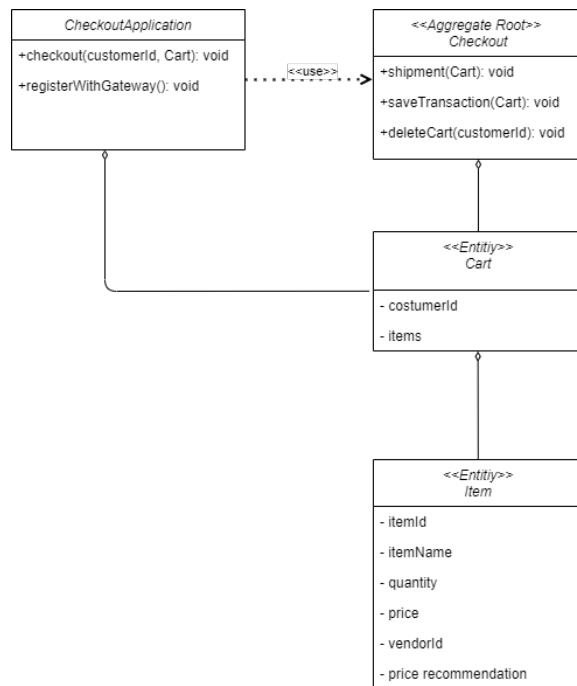 CheckoutApplication
+checkout(customerId, Cart): void
+registerWithGateway(): void
<<use>>
<<Aggregate Root>>
Checkout
+shipment(Cart): void
+saveTransaction(Cart): void
+deleteCart(customerId): void
<<Entitiy>>
Cart
- costumerId
- items
<<Entitiy>>
Item
- itemId
- itemName
- quantity
- price
- vendorId
- price recommendation